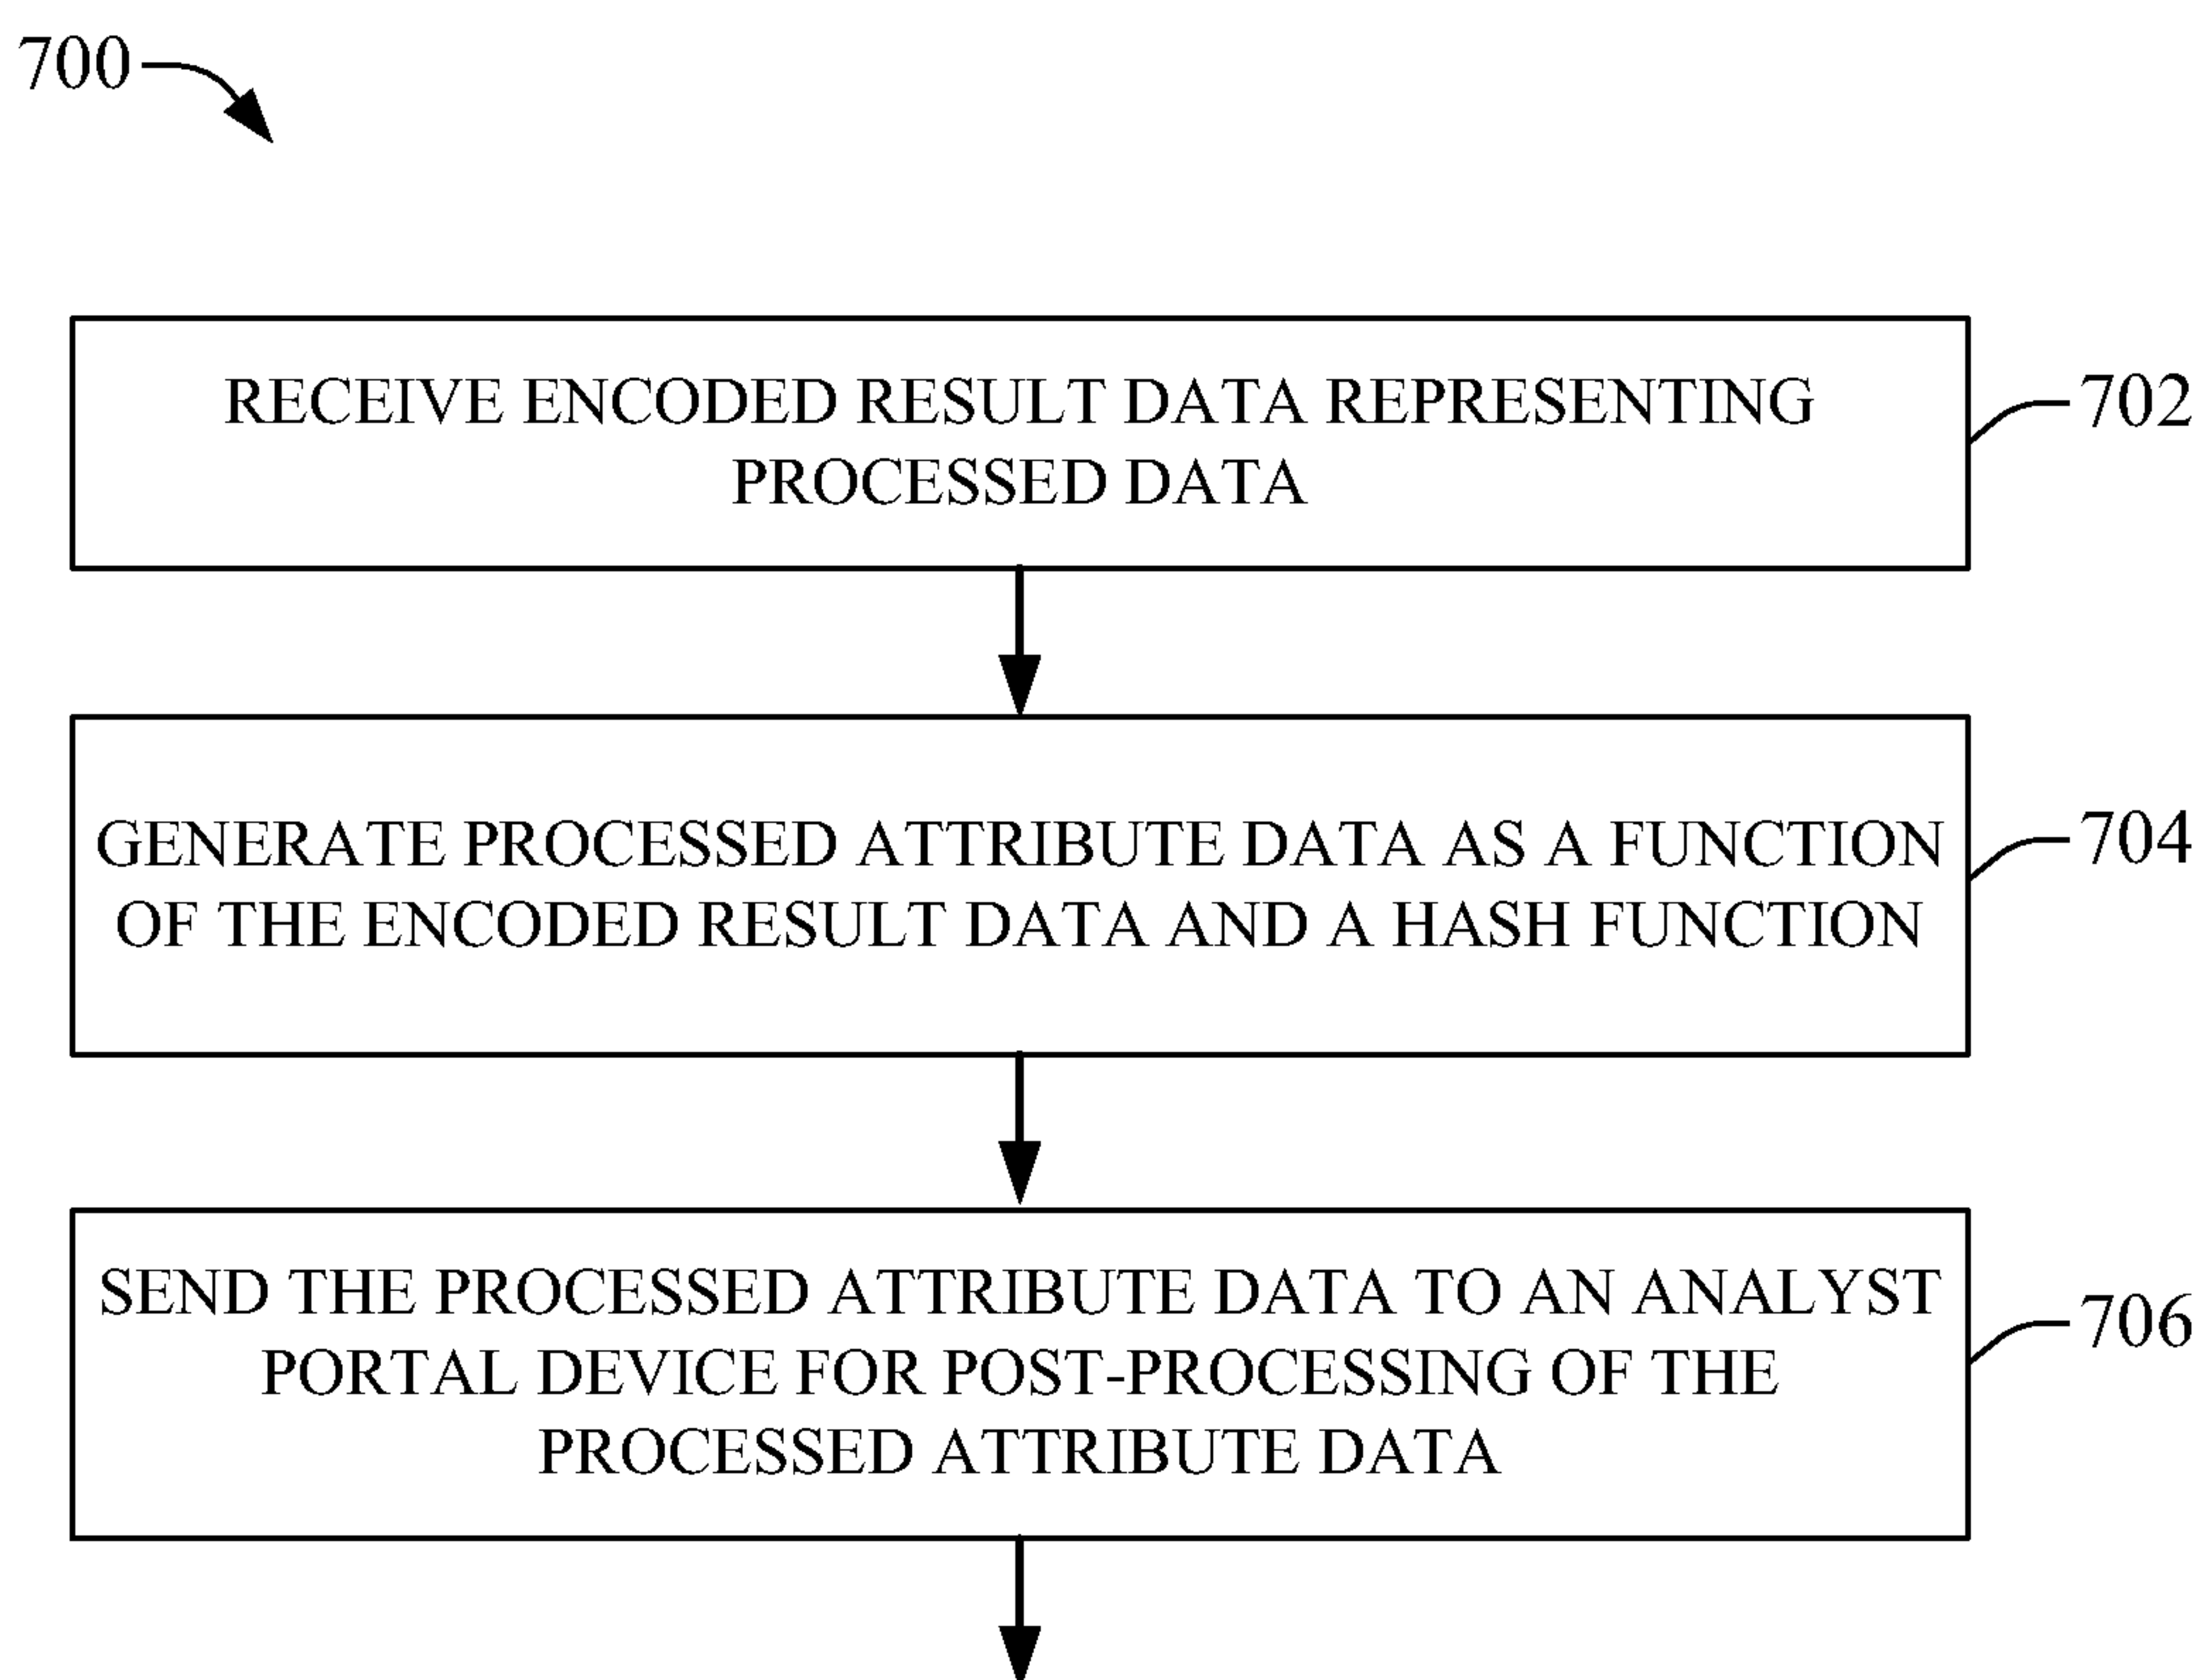 700
RECEIVE ENCODED RESULT DATA REPRESENTING
PROCESSED DATA
702
GENERATE PROCESSED ATTRIBUTE DATA AS A FUNCTION
OF THE ENCODED RESULT DATA AND A HASH FUNCTION
704
SEND THE PROCESSED ATTRIBUTE DATA TO AN ANALYST
PORTAL DEVICE FOR POST-PROCESSING OF THE
PROCESSED ATTRIBUTE DATA
706